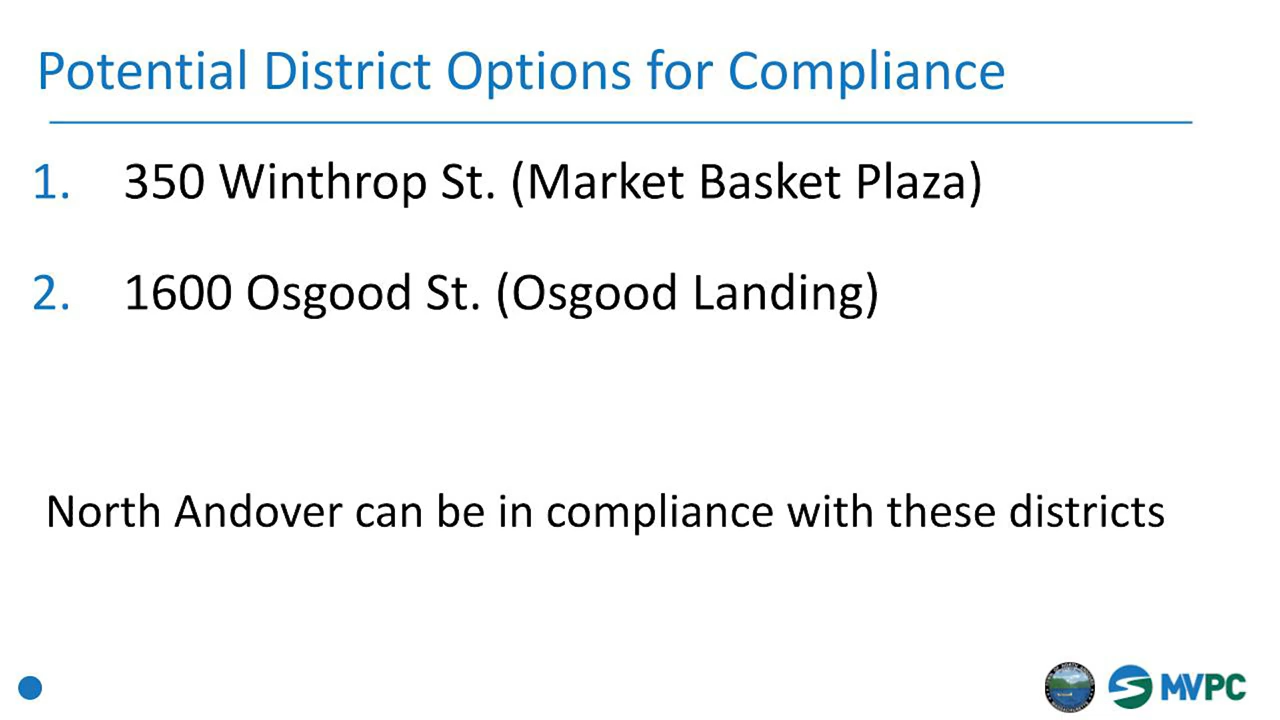 Potential District Options for Compliance
1. 350 Winthrop St. (Market Basket Plaza)
2. 1600 Osgood St. (Osgood Landing)
North Andover can be in compliance with these districts
MVPC